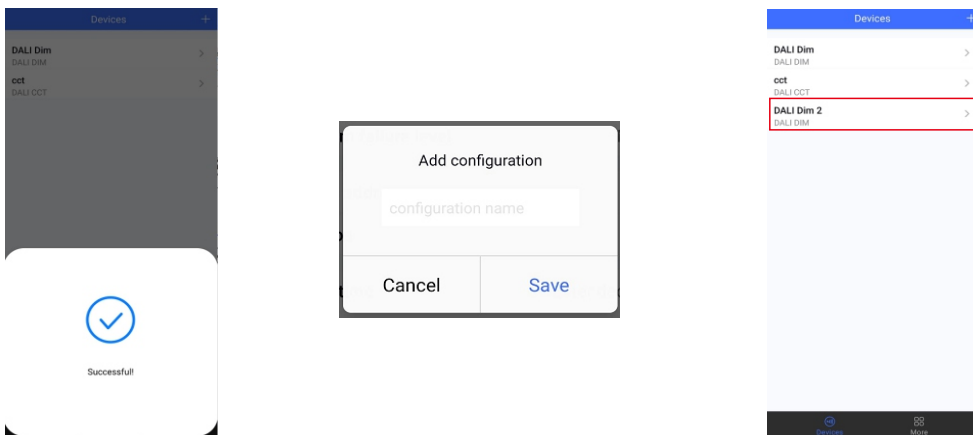 Devices +
DALI Dim
DALI DIM
cct
DALI CCT
Successful!
Add configuration
configuration name
Cancel
Save
Devices +
DALI Dim
DALI DIM
cct
DALI CCT
DALI Dim 2
DALI DIM
Devices
More